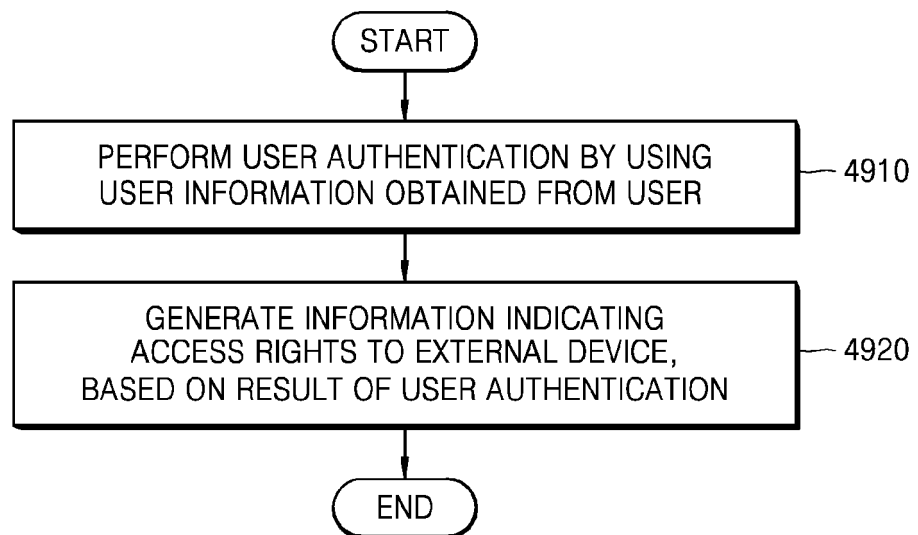 START
PERFORM USER AUTHENTICATION BY USING
USER INFORMATION OBTAINED FROM USER
4910
GENERATE INFORMATION INDICATING
ACCESS RIGHTS TO EXTERNAL DEVICE,
BASED ON RESULT OF USER AUTHENTICATION
4920
END